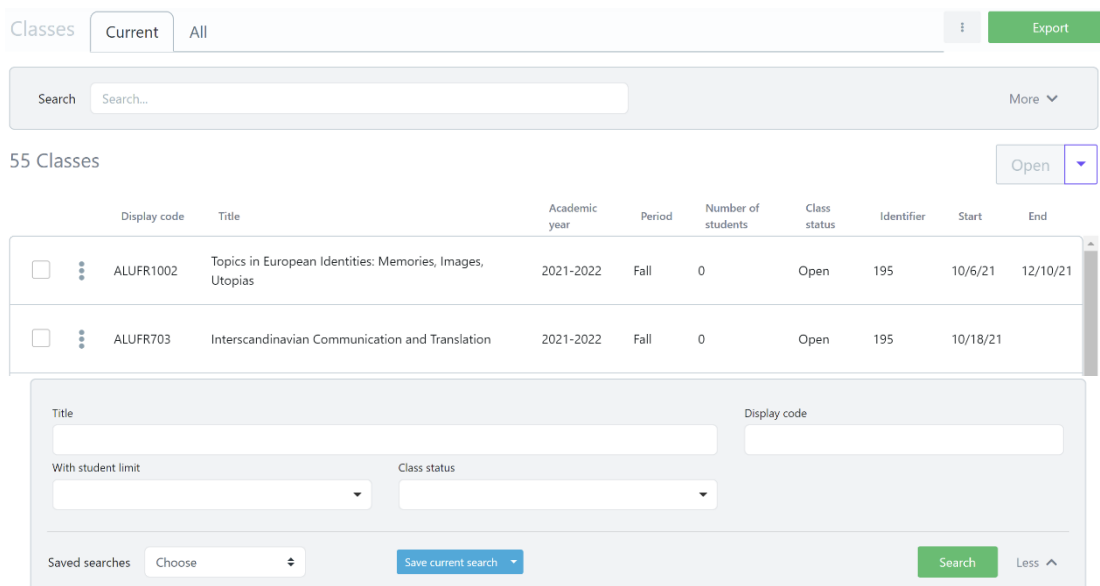 Classes Current All Export
Search Search... More
55 Classes Open
Display code Title Academic year Period Number of students Class status Identifier Start End
ALUFR1002 Topics in European Identities: Memories, Images, Utopias 2021-2022 Fall 0 Open 195 10/6/21 12/10/21
ALUFR703 Interscandinavian Communication and Translation 2021-2022 Fall 0 Open 195 10/18/21
Title Display code
With student limit Class status
Saved searches Choose Save current search Search Less